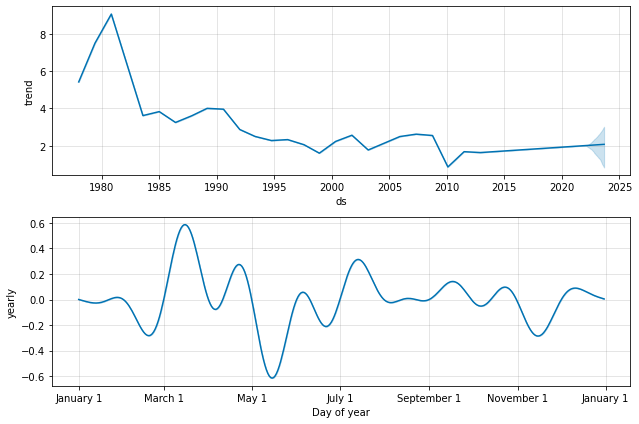 8
6
4
2
trend
1980 1985 1990 1995 2000 2005 2010 2015 2020 2025
ds
0.6
0.4
0.2
0.0
−0.2
−0.4
−0.6
yearly
January 1 March 1 May 1 July 1 September 1 November 1 January 1
Day of year